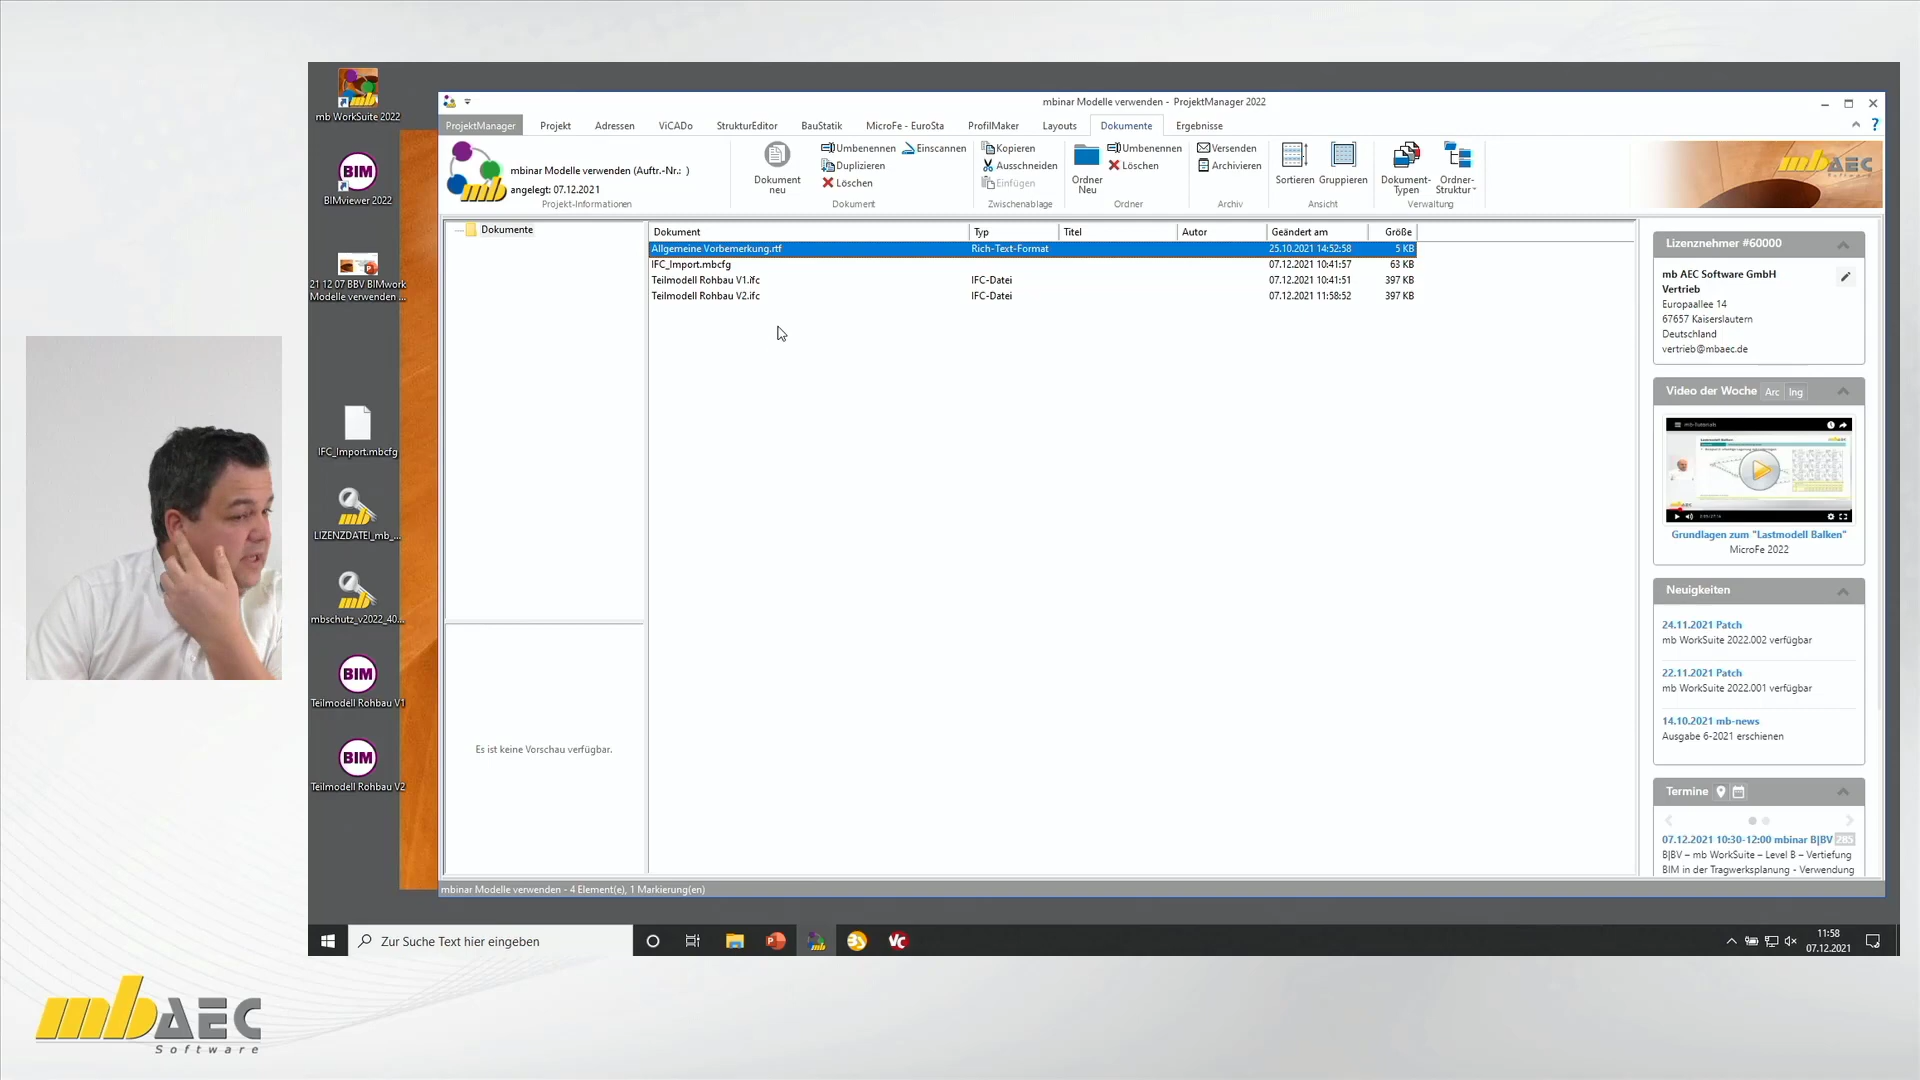 mbinar Modelle verwenden - ProjektManager 2022
ProjektManager Projekt Adressen ViCADo StrukturEditor BauStatik MicroFe - EuroSta ProfilMaker Layouts Dokumente Ergebnisse
mbinar Modelle verwenden (Auftr.-Nr.: )
angelegt: 07.12.2021
Projekt-Informationen
Dokument
neu
Umbenennen
Einscannen
Duplizieren
Löschen
Dokument
Kopieren
Ausschneiden
Einfügen
Zwischenablage
Ordner
Neu
Umbenennen
Löschen
Ordner
Versenden
Archivieren
Archiv
Sortieren
Gruppieren
Ansicht
Dokument-
Typen
Ordner-
Struktur
Verwaltung
mbAEC
Software
Dokumente
Es ist keine Vorschau verfügbar.
Dokument Typ Titel Autor Geändert am Größe
Allgemeine Vorbemerkung.rtf Rich-Text-Format 25.10.2021 14:52:58 5 KB
IFC_Import.mbcfg 07.12.2021 10:41:57 63 KB
Teilmodell Rohbau V1.ifc IFC-Datei 07.12.2021 10:41:51 397 KB
Teilmodell Rohbau V2.ifc IFC-Datei 07.12.2021 11:58:52 397 KB
Lizenznehmer #60000
mb AEC Software GmbH
Vertrieb
Europaallee 14
67657 Kaiserslautern
Deutschland
vertrieb@mbaec.de
Video der Woche Arc Ing
mb-tutorials
Grundlagen zum "Lastmodell Balken"
MicroFe 2022
Neuigkeiten
24.11.2021 Patch
mb WorkSuite 2022.002 verfügbar
22.11.2021 Patch
mb WorkSuite 2022.001 verfügbar
14.10.2021 mb-news
Ausgabe 6-2021 erschienen
Termine
07.12.2021 10:30-12:00 mbinar B|BV 285
B|BV – mb WorkSuite – Level B – Vertiefung
BIM in der Tragwerksplanung - Verwendung
mbinar Modelle verwenden - 4 Element(e), 1 Markierung(en)
mb WorkSuite 2022
BIM
BIMviewer 2022
21 12 07 BBV BIMwork
Modelle verwenden ...
IFC_Import.mbcfg
LIZENZDATEI_mb_...
mbschutz_v2022_40...
BIM
Teilmodell Rohbau V1
BIM
Teilmodell Rohbau V2
Zur Suche Text hier eingeben
11:58
07.12.2021
mbAEC
Software